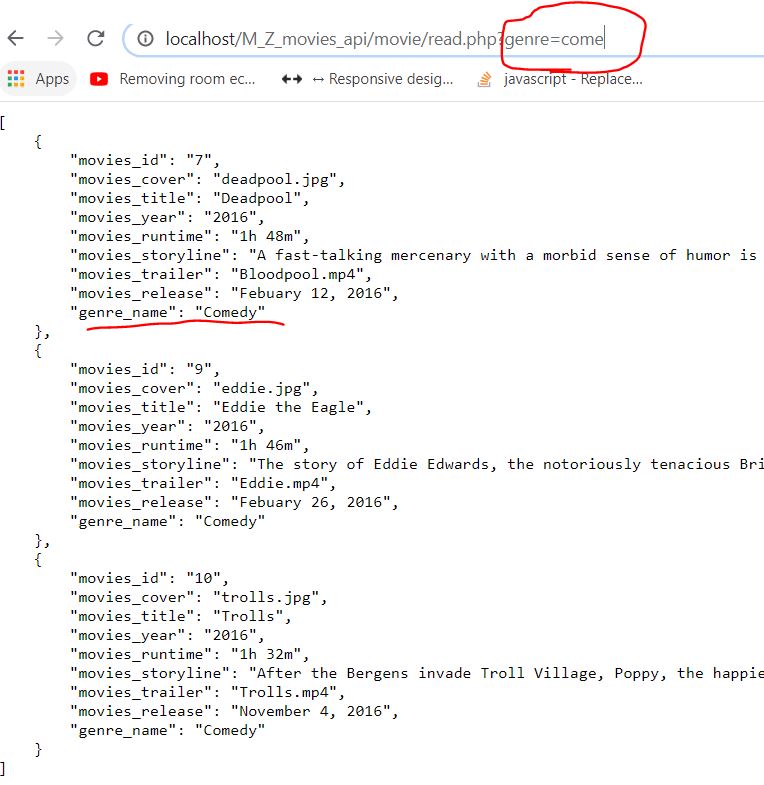 localhost/M_Z_movies_api/movie/read.php?genre=come
Apps Removing room ec... ↔ Responsive desig... javascript - Replace...
[
    {
        "movies_id": "7",
        "movies_cover": "deadpool.jpg",
        "movies_title": "Deadpool",
        "movies_year": "2016",
        "movies_runtime": "1h 48m",
        "movies_storyline": "A fast-talking mercenary with a morbid sense of humor is
        "movies_trailer": "Bloodpool.mp4",
        "movies_release": "Febuary 12, 2016",
        "genre_name": "Comedy"
    },
    {
        "movies_id": "9",
        "movies_cover": "eddie.jpg",
        "movies_title": "Eddie the Eagle",
        "movies_year": "2016",
        "movies_runtime": "1h 46m",
        "movies_storyline": "The story of Eddie Edwards, the notoriously tenacious Bri
        "movies_trailer": "Eddie.mp4",
        "movies_release": "Febuary 26, 2016",
        "genre_name": "Comedy"
    },
    {
        "movies_id": "10",
        "movies_cover": "trolls.jpg",
        "movies_title": "Trolls",
        "movies_year": "2016",
        "movies_runtime": "1h 32m",
        "movies_storyline": "After the Bergens invade Troll Village, Poppy, the happie
        "movies_trailer": "Trolls.mp4",
        "movies_release": "November 4, 2016",
        "genre_name": "Comedy"
    }
]